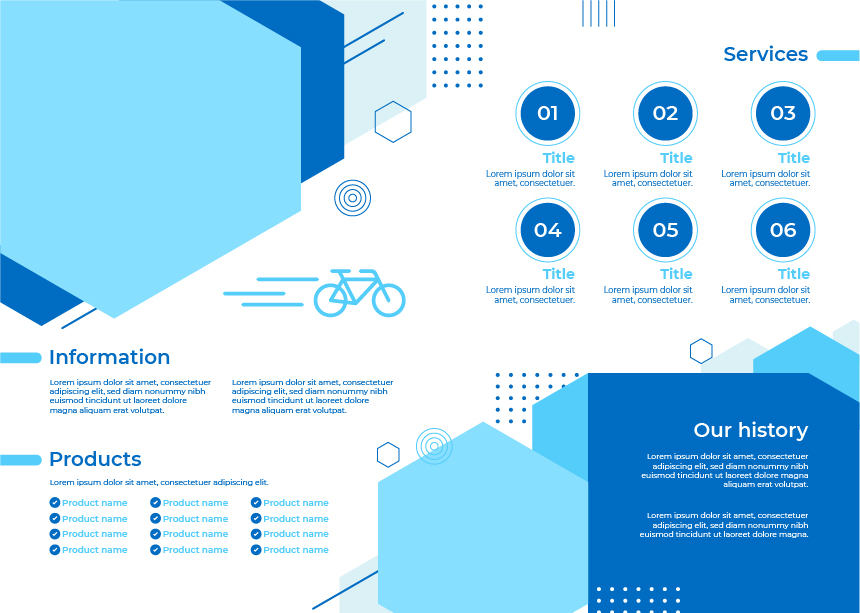 Services
01
02
03
Title
Title
Title
Lorem ipsum dolor sit
amet, consectetuer.
Lorem ipsum dolor sit
amet, consectetuer.
Lorem ipsum dolor sit
amet, consectetuer.
04
05
06
Title
Title
Title
Lorem ipsum dolor sit
amet, consectetuer.
Lorem ipsum dolor sit
amet, consectetuer.
Lorem ipsum dolor sit
amet, consectetuer.
Information
Lorem ipsum dolor sit amet, consectetuer
adipiscing elit, sed diam nonummy nibh
euismod tincidunt ut laoreet dolore
magna aliquam erat volutpat.
Lorem ipsum dolor sit amet, consectetuer
adipiscing elit, sed diam nonummy nibh
euismod tincidunt ut laoreet dolore
magna aliquam erat volutpat.
Products
Lorem ipsum dolor sit amet, consectetuer adipiscing elit.
Product name
Product name
Product name
Product name
Product name
Product name
Product name
Product name
Product name
Product name
Product name
Product name
Our history
Lorem ipsum dolor sit amet, consectetuer
adipiscing elit, sed diam nonummy nibh
euismod tincidunt ut laoreet dolore magna
aliguam erat volutpat.
Lorem ipsum dolor sit amet, consectetuer
adipiscing elit, sed diam nonummy nibh
euismod tincidunt ut laoreet dolore magna.